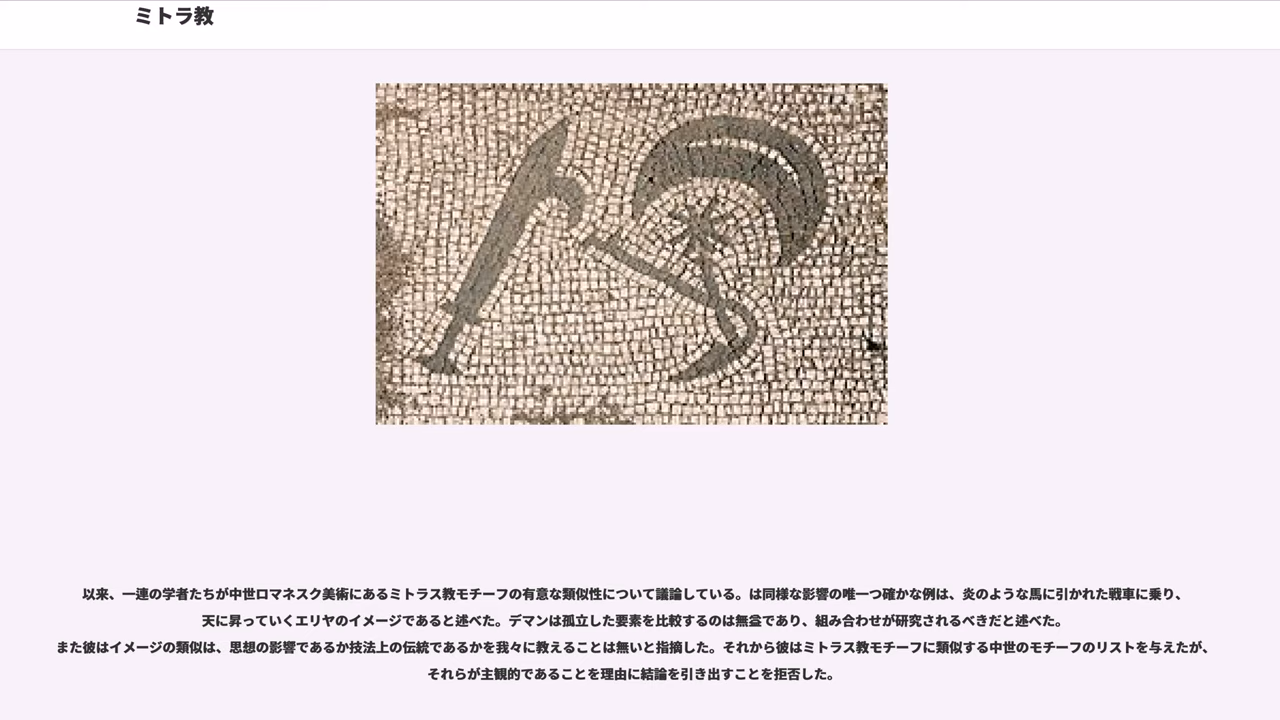 ミトラ教
以来、一連の学者たちが中世ロマネスク美術にあるミトラス教モチーフの有意な類似性について議論している。は同様な影響の唯一つ確かな例は、炎のような馬に引かれた戦車に乗り、
天に昇っていくエリヤのイメージであると述べた。デマンは孤立した要素を比較するのは無益であり、組み合わせが研究されるべきだと述べた。
また彼はイメージの類似は、思想の影響であるか技法上の伝統であるかを我々に教えることは無いと指摘した。それから彼はミトラス教モチーフに類似する中世のモチーフのリストを与えたが、
それらが主観的であることを理由に結論を引き出すことを拒否した。